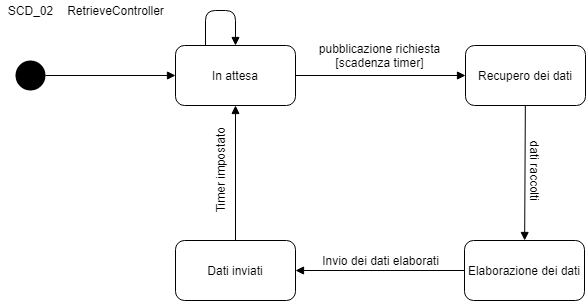 SCD_02 RetrieveController
pubblicazione richiesta
[scadenza timer]
In attesa
Recupero dei dati
Timer impostato
dati raccolti
Invio dei dati elaborati
Dati inviati
Elaborazione dei dati